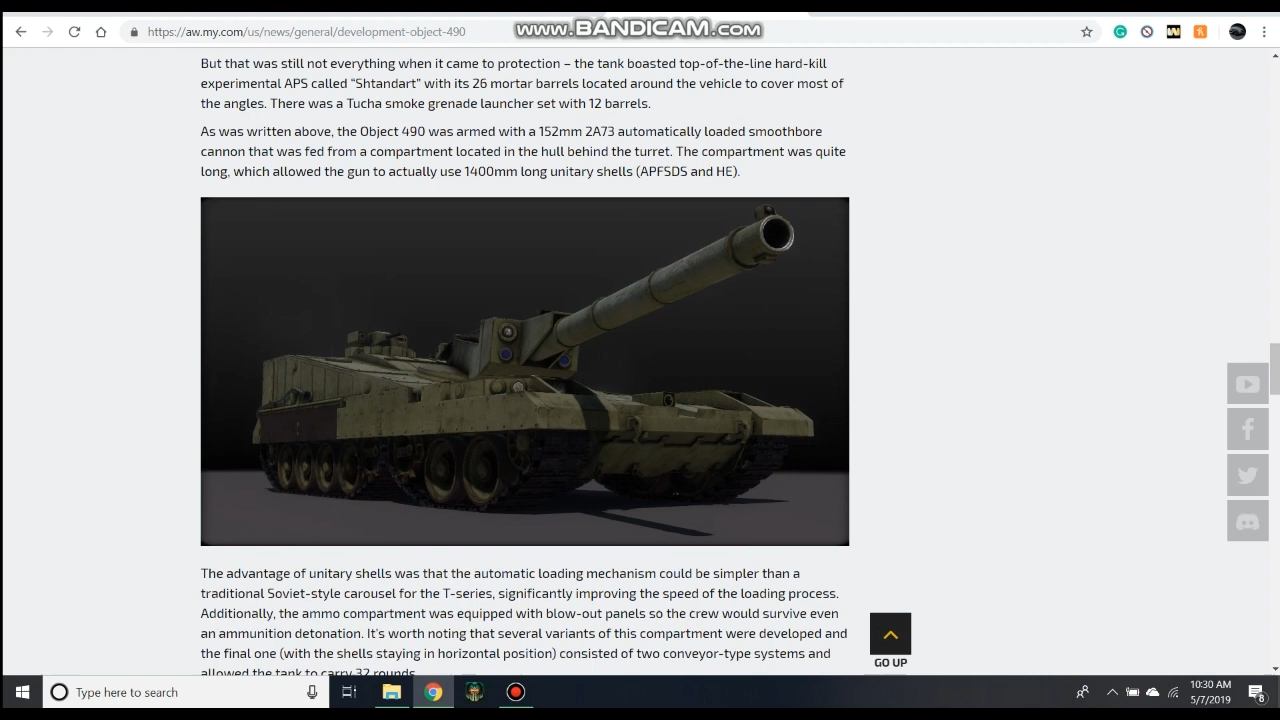 www.BANDICAM.com
https://aw.my.com/us/news/general/development-object-490
But that was still not everything when it came to protection – the tank boasted top-of-the-line hard-kill
experimental APS called “Shtandart” with its 26 mortar barrels located around the vehicle to cover most of
the angles. There was a Tucha smoke grenade launcher set with 12 barrels.
As was written above, the Object 490 was armed with a 152mm 2A73 automatically loaded smoothbore
cannon that was fed from a compartment located in the hull behind the turret. The compartment was quite
long, which allowed the gun to actually use 1400mm long unitary shells (APFSDS and HE).
The advantage of unitary shells was that the automatic loading mechanism could be simpler than a
traditional Soviet-style carousel for the T-series, significantly improving the speed of the loading process.
Additionally, the ammo compartment was equipped with blow-out panels so the crew would survive even
an ammunition detonation. It’s worth noting that several variants of this compartment were developed and
the final one (with the shells staying in horizontal position) consisted of two conveyor-type systems and
allowed the tank to carry 32 rounds.
GO UP
Type here to search
10:30 AM
5/7/2019
8